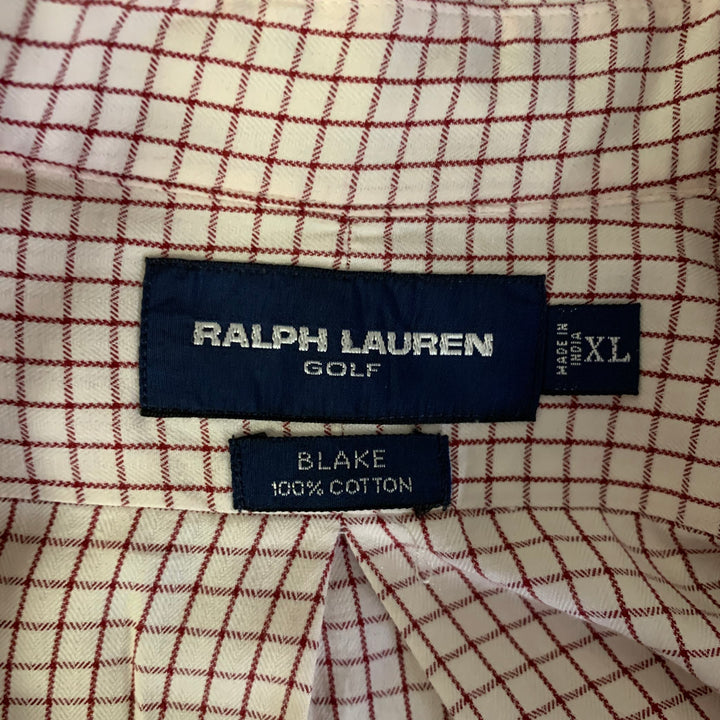 RALPH LAUREN
GOLF
MADE IN
INDIA
XL
BLAKE
100% COTTON